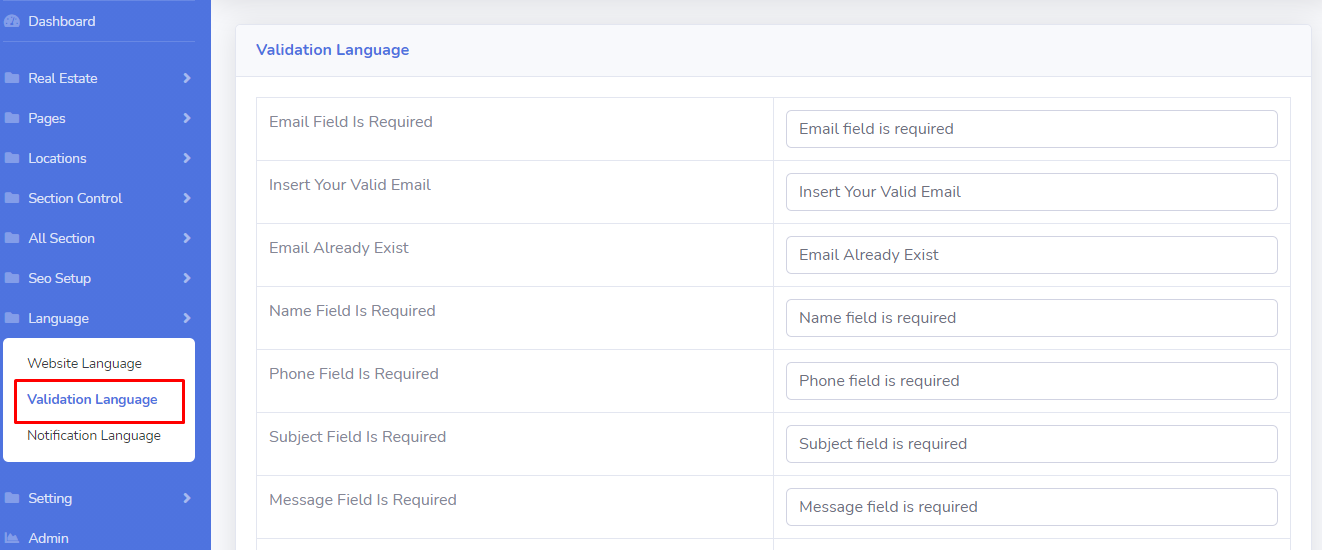 Dashboard
Real Estate
Pages
Locations
Section Control
All Section
Seo Setup
Language
Website Language
Validation Language
Notification Language
Setting
Admin
Validation Language
Email Field Is Required
Email field is required
Insert Your Valid Email
Insert Your Valid Email
Email Already Exist
Email Already Exist
Name Field Is Required
Name field is required
Phone Field Is Required
Phone field is required
Subject Field Is Required
Subject field is required
Message Field Is Required
Message field is required